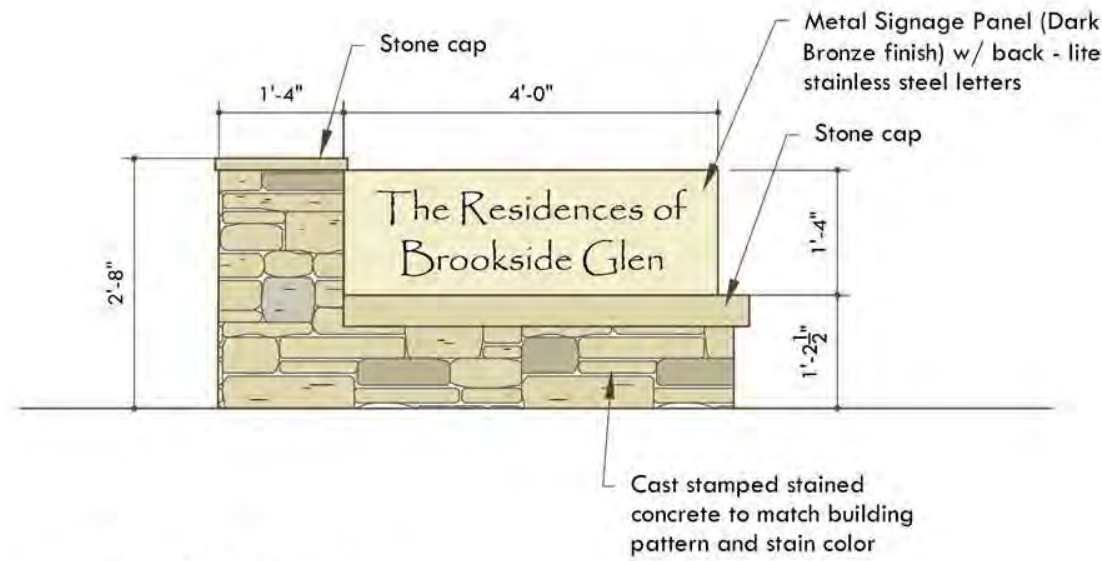 Metal Signage Panel (Dark
Bronze finish) w/ back - lite
stainless steel letters
Stone cap
1'-4"
4'-0"
Stone cap
The Residences of
Brookside Glen
2'-8"
1'-4"
1'-2½"
Cast stamped stained
concrete to match building
pattern and stain color